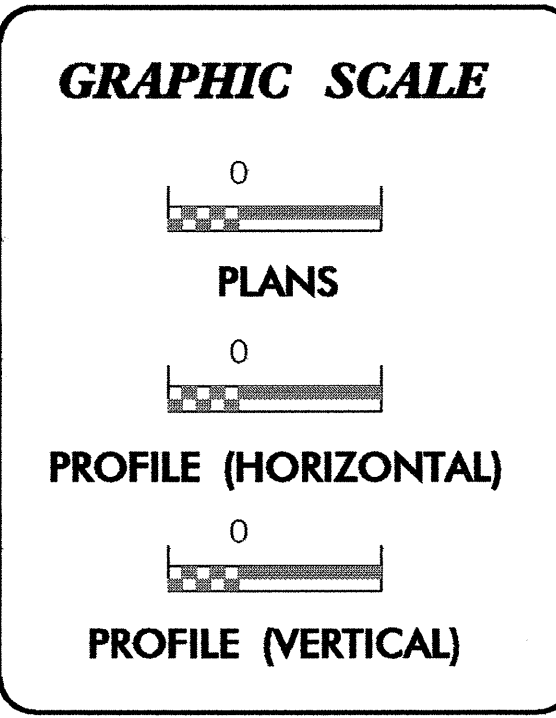 GRAPHIC SCALE
0
PLANS
0
PROFILE (HORIZONTAL)
0
PROFILE (VERTICAL)